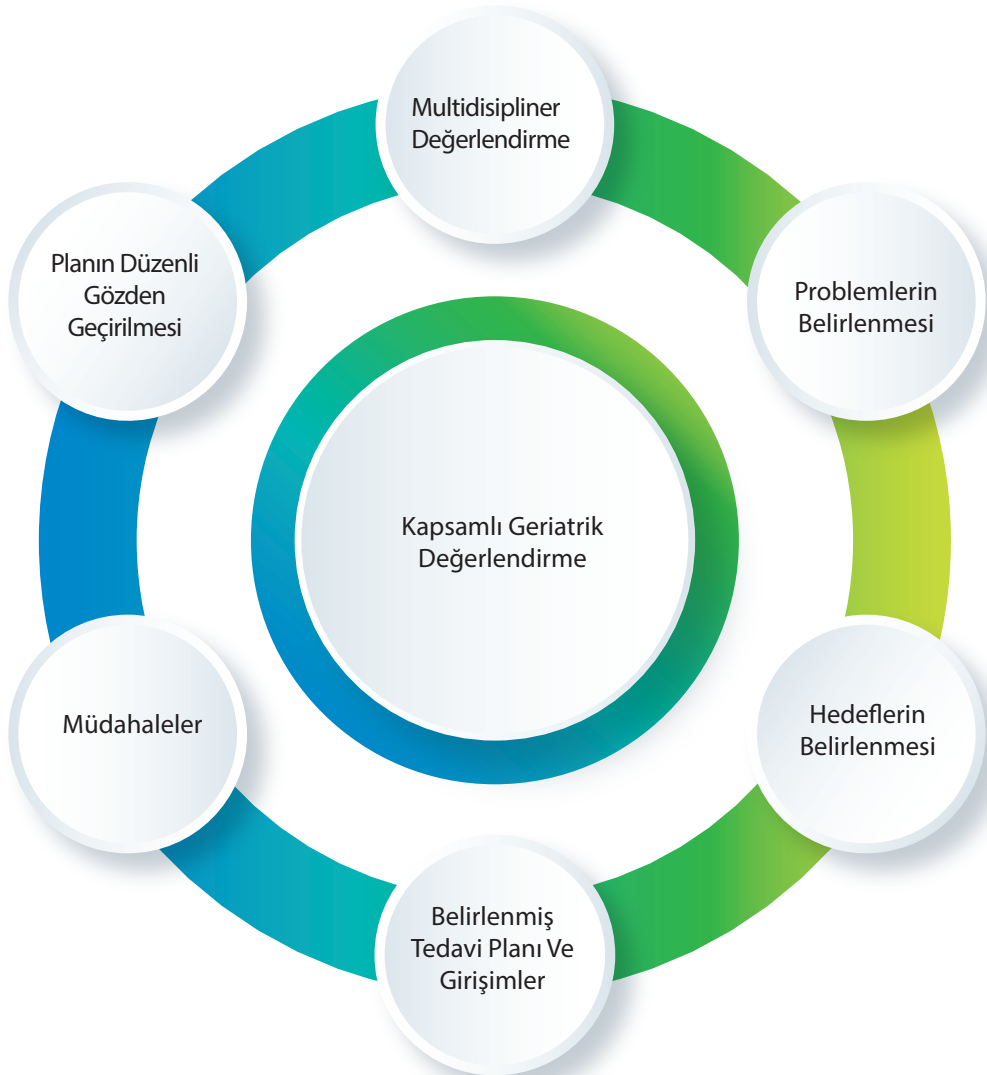 Multidisipliner
Değerlendirme
Problemlerin
Belirlenmesi
Hedeflerin
Belirlenmesi
Belirlenmiş
Tedavi Planı Ve
Girişimler
Müdahaleler
Planın Düzenli
Gözden
Geçirilmesi
Kapsamlı Geriatrik
Değerlendirme